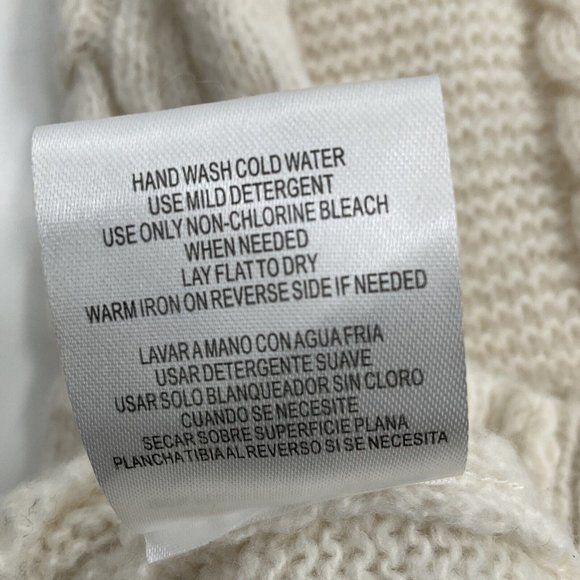 HAND WASH COLD WATER
USE MILD DETERGENT
USE ONLY NON-CHLORINE BLEACH
WHEN NEEDED
LAY FLAT TO DRY
WARM IRON ON REVERSE SIDE IF NEEDED
LAVAR A MANO CON AGUA FRIA
USAR DETERGENTE SUAVE
USAR SOLO BLANQUEADOR SIN CLORO
CUANDO SE NECESITE
SECAR SOBRE SUPERFICIE PLANA
PLANCHA TIBIA AL REVERSO SI SE NECESITA